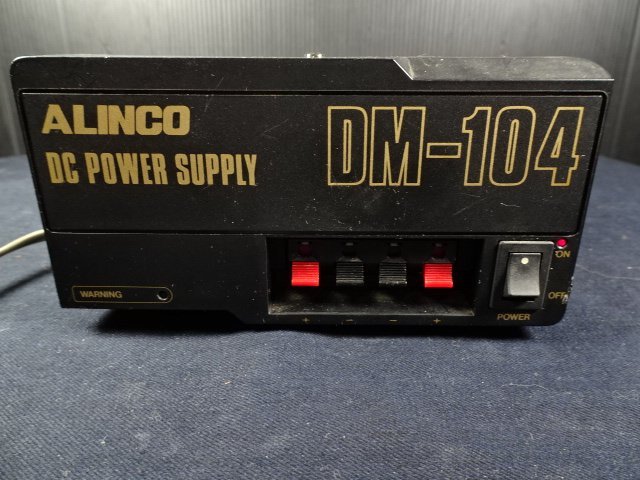 ALINCO
DC POWER SUPPLY
DM-104
ON
OFF
POWER
WARNING
+ − − +